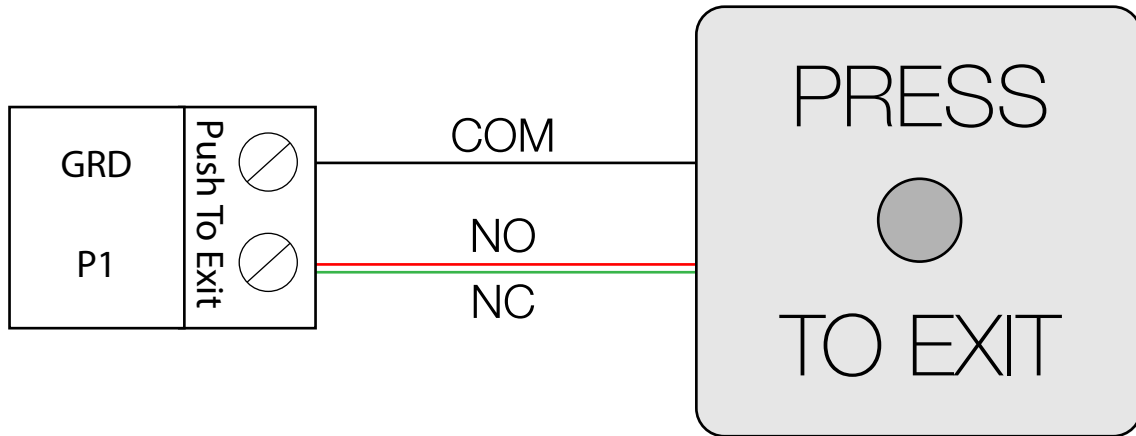 GRD
P1
Push To Exit
COM
NO
NC
PRESS
TO EXIT